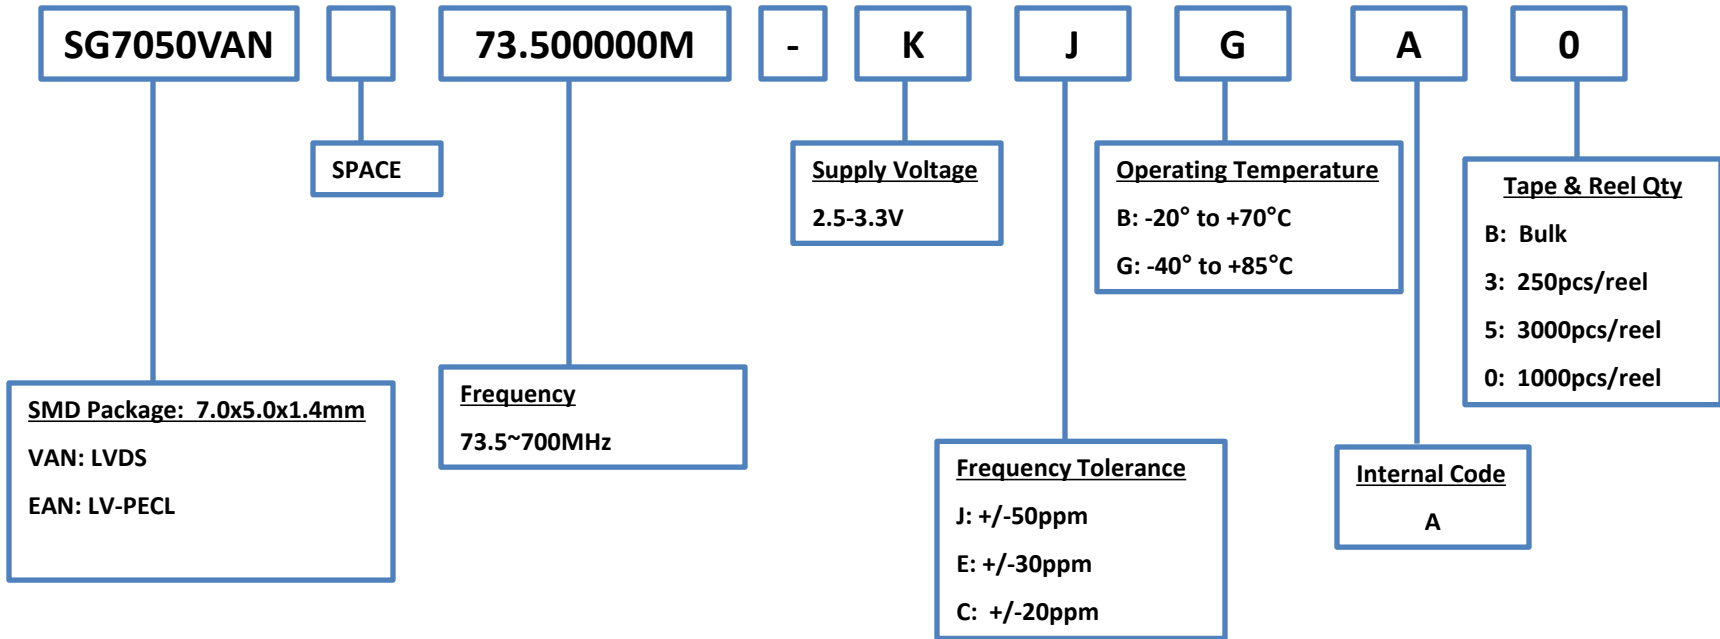 SG7050VAN 73.500000M - K J G A 0
SPACE
Supply Voltage
2.5-3.3V
Operating Temperature
B: -20° to +70°C
G: -40° to +85°C
Tape & Reel Qty
B: Bulk
3: 250pcs/reel
5: 3000pcs/reel
0: 1000pcs/reel
SMD Package: 7.0x5.0x1.4mm
VAN: LVDS
EAN: LV-PECL
Frequency
73.5~700MHz
Frequency Tolerance
J: +/-50ppm
E: +/-30ppm
C: +/-20ppm
Internal Code
A